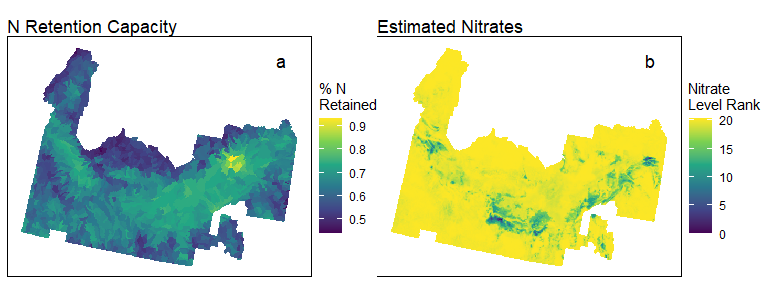 N Retention Capacity
a
% N
Retained
0.9
0.8
0.7
0.6
0.5
Estimated Nitrates
b
Nitrate
Level Rank
20
15
10
5
0